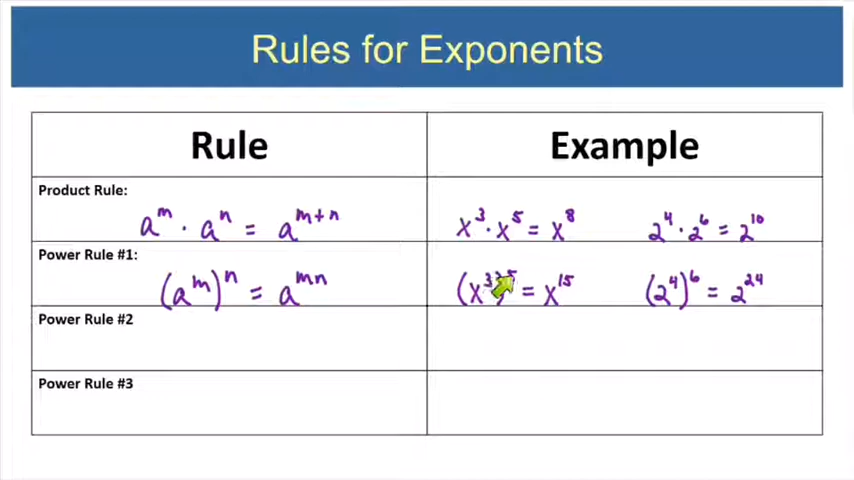 Rules for Exponents
Rule Example
Product Rule:
a^m · a^n = a^{m+n} x^3 · x^5 = x^8 2^4 · 2^6 = 2^{10}
Power Rule #1:
(a^m)^n = a^{mn} (x^3)^5 = x^{15} (2^4)^6 = 2^{24}
Power Rule #2
Power Rule #3